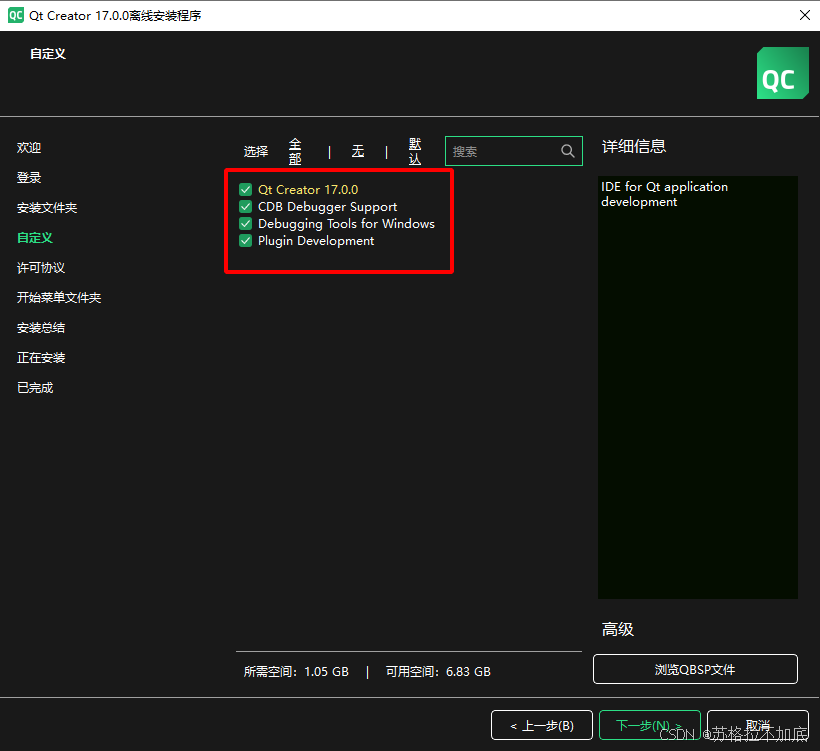 QC Qt Creator 17.0.0离线安装程序
自定义
QC
欢迎
登录
安装文件夹
自定义
许可协议
开始菜单文件夹
安装总结
正在安装
已完成
选择 全部 | 无 | 默认 搜索
Qt Creator 17.0.0
CDB Debugger Support
Debugging Tools for Windows
Plugin Development
所需空间: 1.05 GB | 可用空间: 6.83 GB
详细信息
IDE for Qt application
development
高级
浏览QBSP文件
< 上一步(B) 下一步(N) > 取消
CSDN @苏格拉不加底